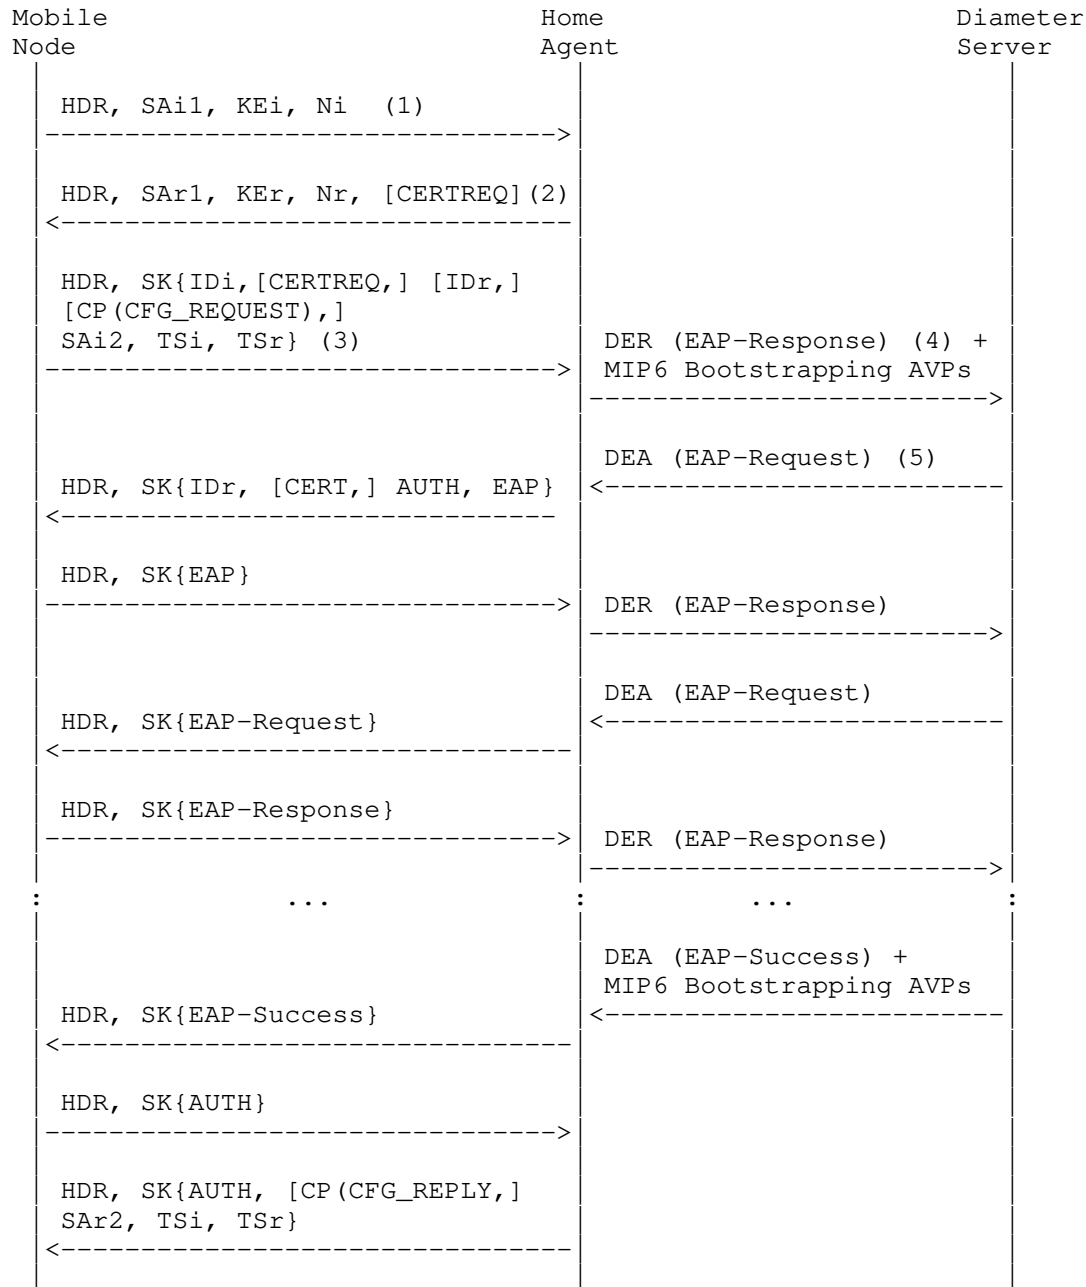 Mobile Home Diameter
Node Agent Server
HDR, SAi1, KEi, Ni (1)
HDR, SAr1, KEr, Nr, [CERTREQ](2)
HDR, SK{IDi,[CERTREQ,] [IDr,]
[CP(CFG_REQUEST),]
SAi2, TSi, TSr} (3) DER (EAP-Response) (4) +
MIP6 Bootstrapping AVPs
DEA (EAP-Request) (5)
HDR, SK{IDr, [CERT,] AUTH, EAP}
HDR, SK{EAP}
DER (EAP-Response)
DEA (EAP-Request)
HDR, SK{EAP-Request}
HDR, SK{EAP-Response}
DER (EAP-Response)
: ... : ... :
DEA (EAP-Success) +
MIP6 Bootstrapping AVPs
HDR, SK{EAP-Success}
HDR, SK{AUTH}
HDR, SK{AUTH, [CP(CFG_REPLY,]
SAr2, TSi, TSr}